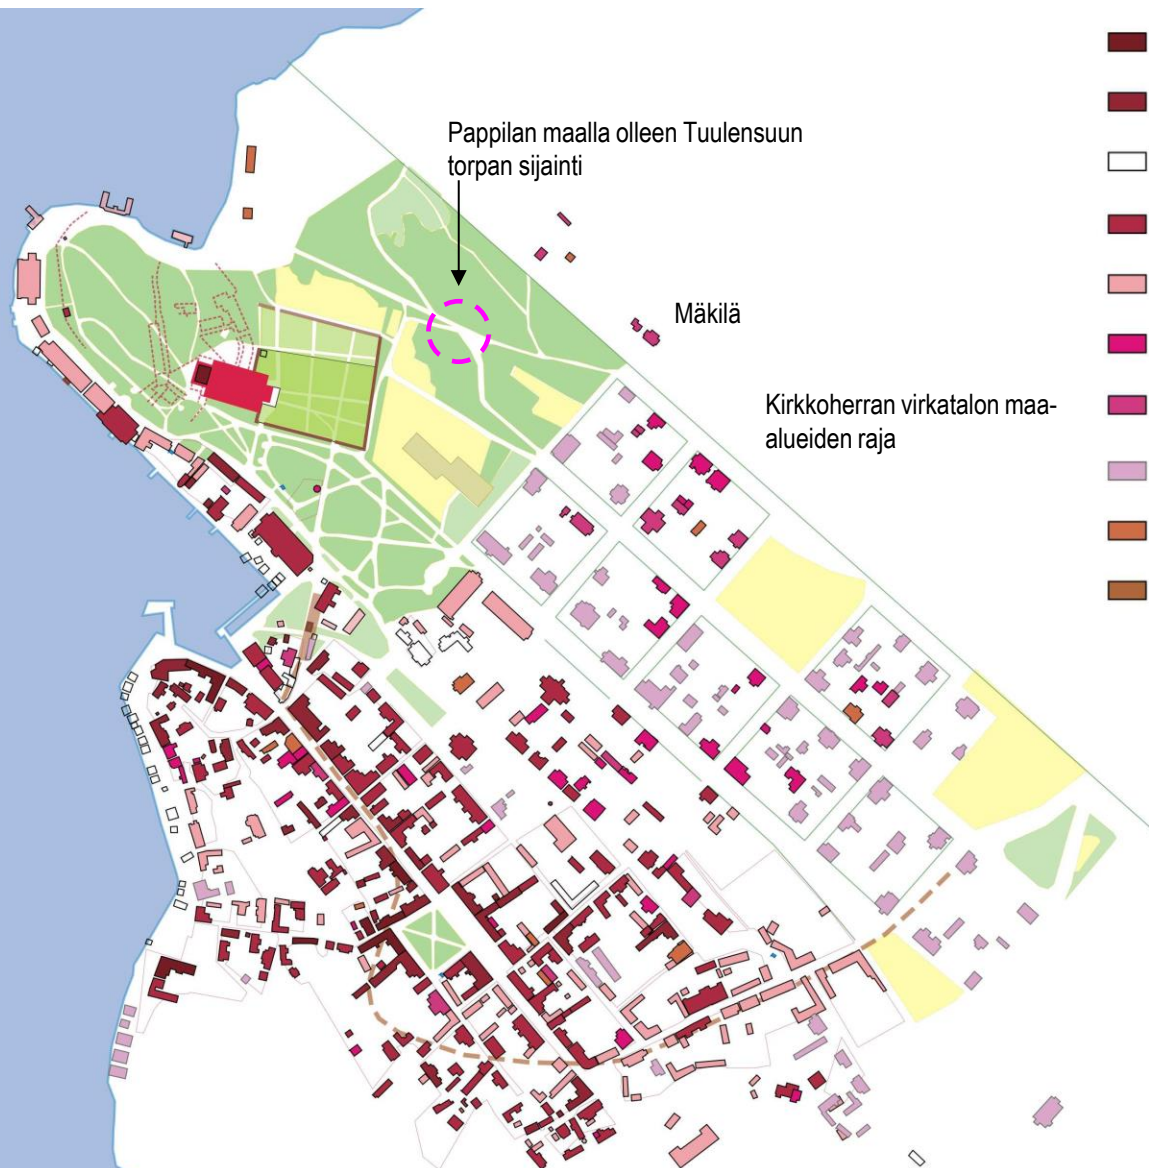 Pappilan maalla olleen Tuulensuun
torpan sijainti
Mäkilä
Kirkkoherran virkatalon maa-
alueiden raja